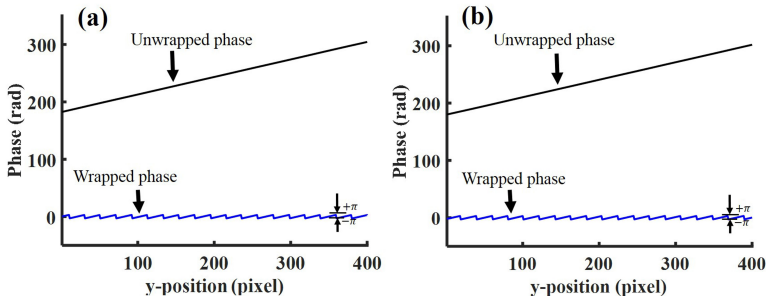 (a)
300
200
100
0
Phase (rad)
Unwrapped phase
Wrapped phase
+π
−π
100
200
300
400
y-position (pixel)
(b)
300
200
100
0
Phase (rad)
Unwrapped phase
Wrapped phase
+π
−π
100
200
300
400
y-position (pixel)